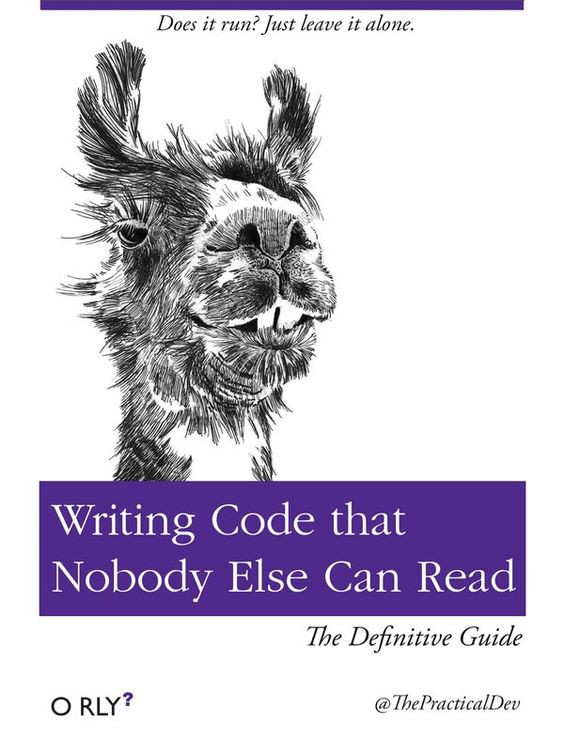 Does it run? Just leave it alone.
Writing Code that
Nobody Else Can Read
The Definitive Guide
O RLY?
@ThePracticalDev